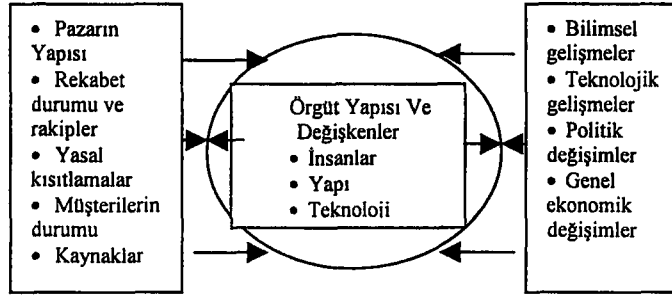 • Pazarın
Yapısı
• Rekabet
durumu ve
rakipler
• Yasal
kısıtlamalar
• Müşterilerin
durumu
• Kaynaklar
Örgüt Yapısı Ve
Değişkenler
• İnsanlar
• Yapı
• Teknoloji
• Bilimsel
gelişmeler
• Teknolojik
gelişmeler
• Politik
değişimler
• Genel
ekonomik
değişimler